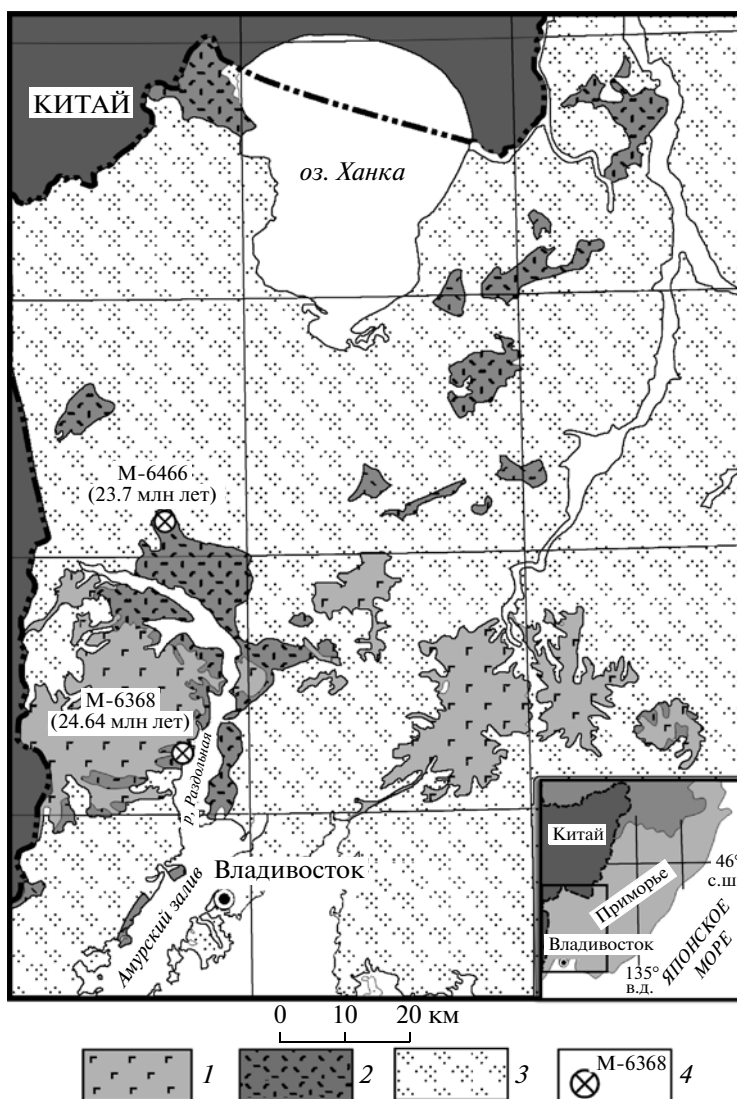 КИТАЙ
оз. Ханка
М-6466
(23.7 млн лет)
М-6368
(24.64 млн лет)
р. Раздольная
Владивосток
Амурский залив
Китай
46°
с.ш.
Приморье
Владивосток
ЯПОНСКОЕ
МОРЕ
135°
в.д.
0 10 20 км
1 2 3 М-6368 4